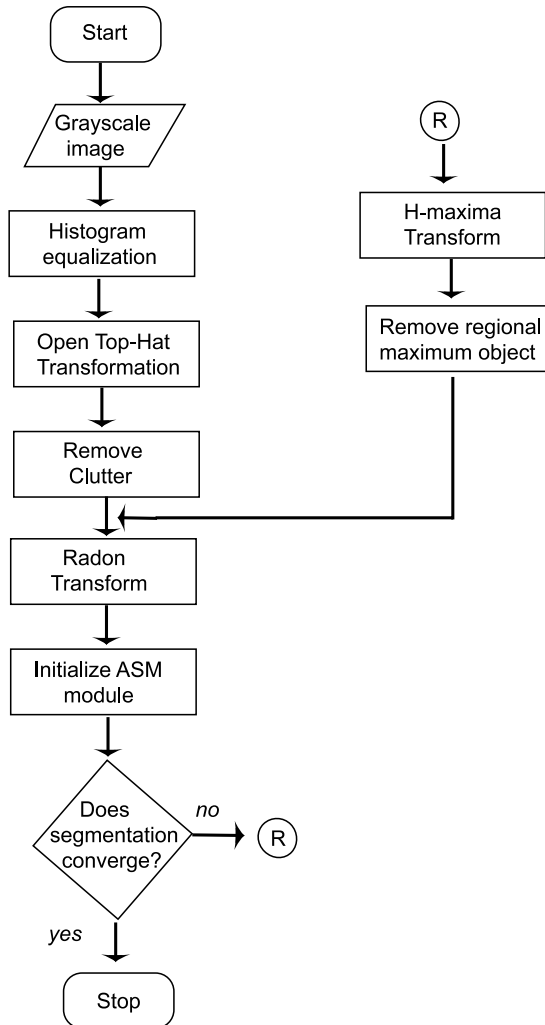 Start
Grayscale
image
Histogram
equalization
Open Top-Hat
Transformation
Remove
Clutter
Radon
Transform
Initialize ASM
module
Does
segmentation
converge?
no
R
yes
Stop
R
H-maxima
Transform
Remove regional
maximum object